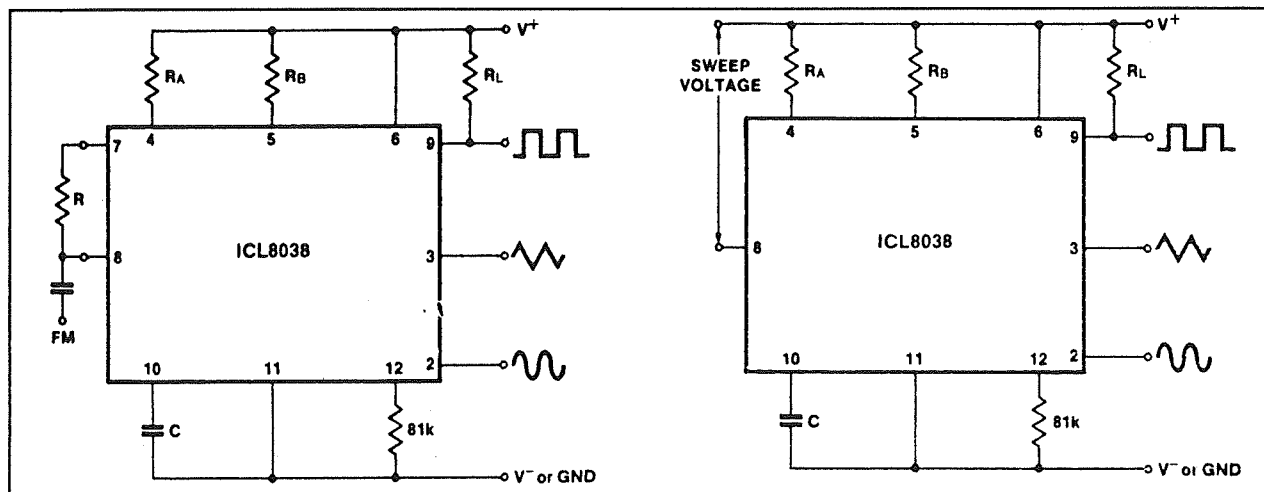 V+
RA
RB
RL
4
5
6
7
9
R
ICL8038
8
3
FM
2
10
11
12
C
81k
V- or GND
V+
SWEEP
VOLTAGE
RA
RB
RL
4
5
6
9
8
ICL8038
3
2
10
11
12
C
81k
V- or GND